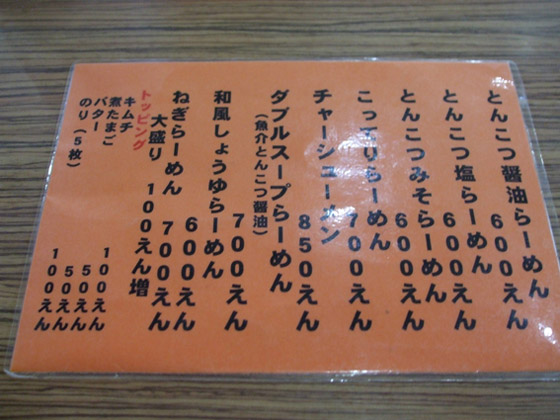 とんこつ醤油らーめん
600えん
とんこつ塩らーめん
600えん
とんこつみそらーめん
600えん
こってりらーめん
700えん
チャーシューメン
850えん
ダブルスープらーめん
(魚介とんこつ醤油)
700えん
和風しょうゆらーめん
600えん
ねぎらーめん
700えん
大盛り 100えん増
トッピング
キムチ 100えん
煮たまご 50えん
バター 50えん
のり(5枚) 100えん